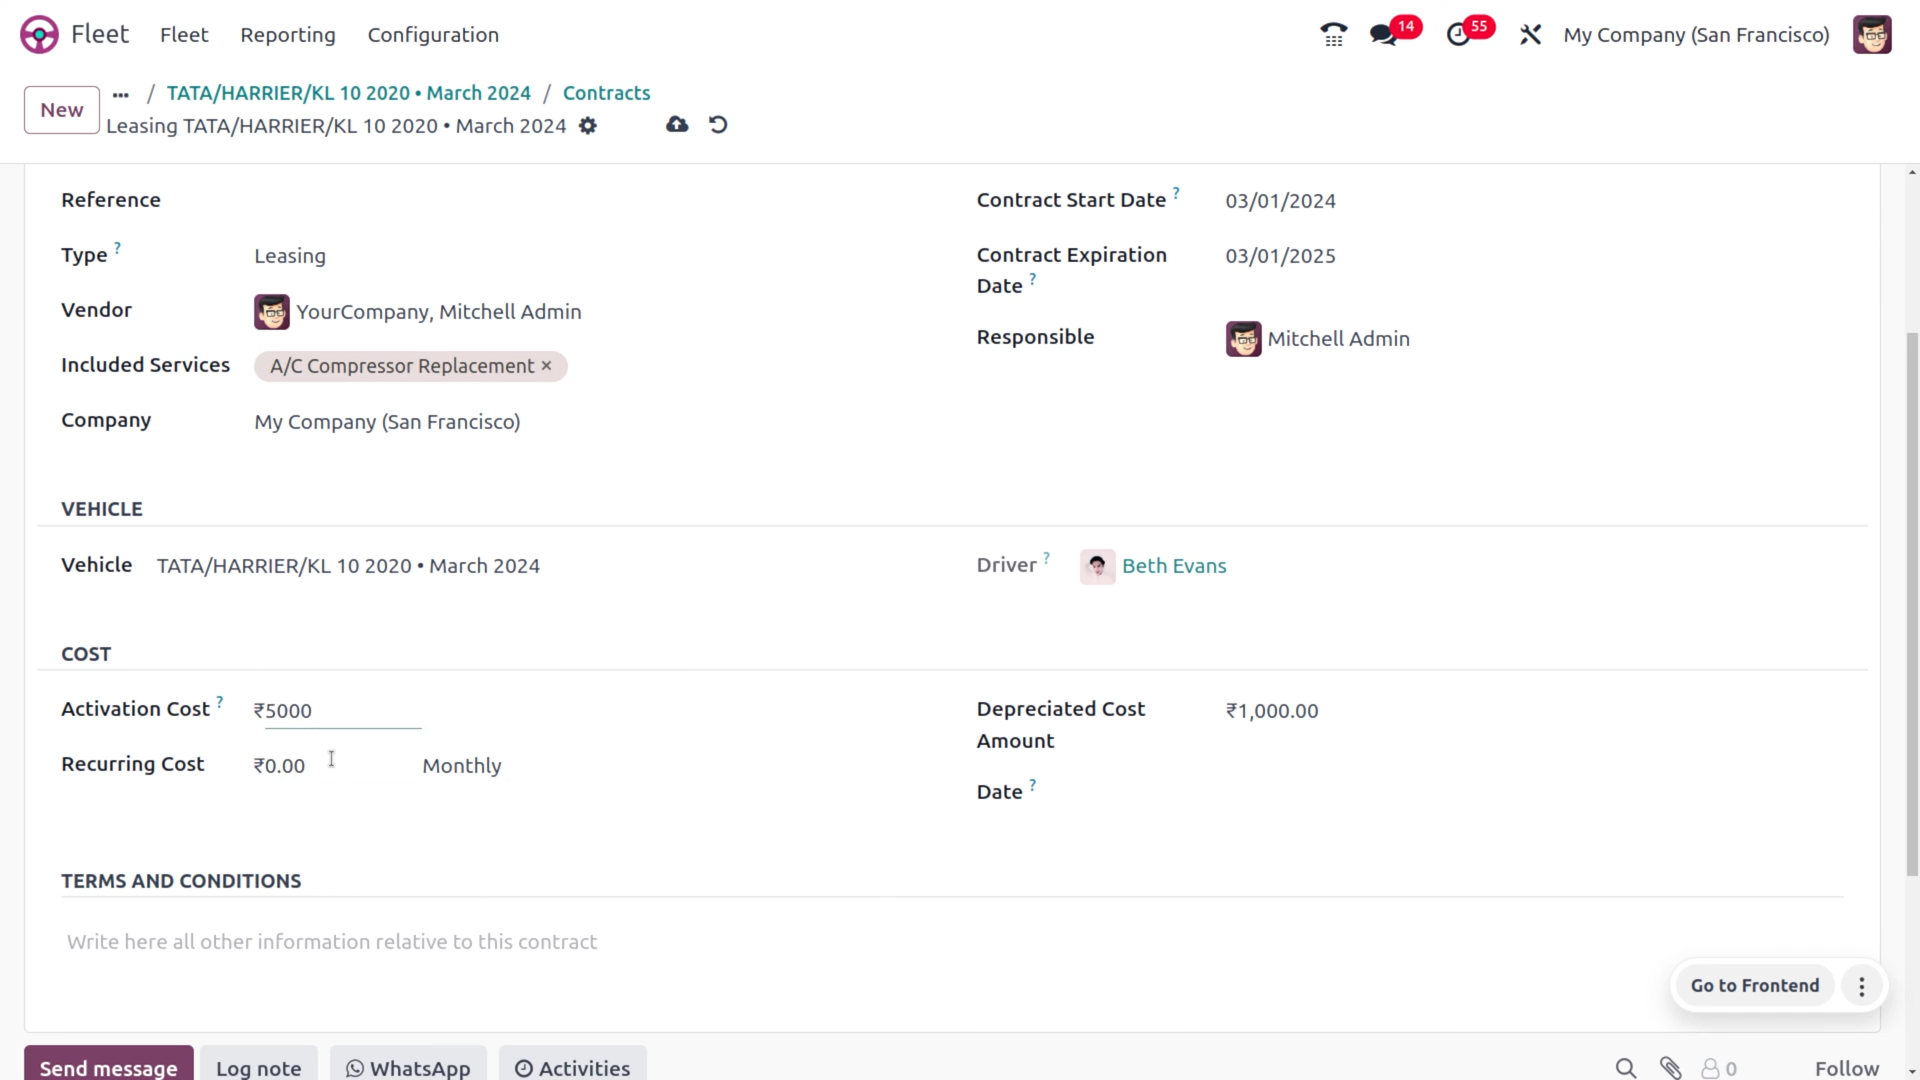 Fleet Fleet Reporting Configuration 14 55 My Company (San Francisco)
New ... / TATA/HARRIER/KL 10 2020 • March 2024 / Contracts
Leasing TATA/HARRIER/KL 10 2020 • March 2024
Reference
Contract Start Date ? 03/01/2024
Type ? Leasing
Contract Expiration
Date ? 03/01/2025
Vendor YourCompany, Mitchell Admin
Responsible Mitchell Admin
Included Services A/C Compressor Replacement ×
Company My Company (San Francisco)
VEHICLE
Vehicle TATA/HARRIER/KL 10 2020 • March 2024
Driver ? Beth Evans
COST
Activation Cost ? ₹5000
Depreciated Cost
Amount ₹1,000.00
Recurring Cost ₹0.00 Monthly
Date ?
TERMS AND CONDITIONS
Write here all other information relative to this contract
Go to Frontend
Send message Log note WhatsApp Activities 0 Follow